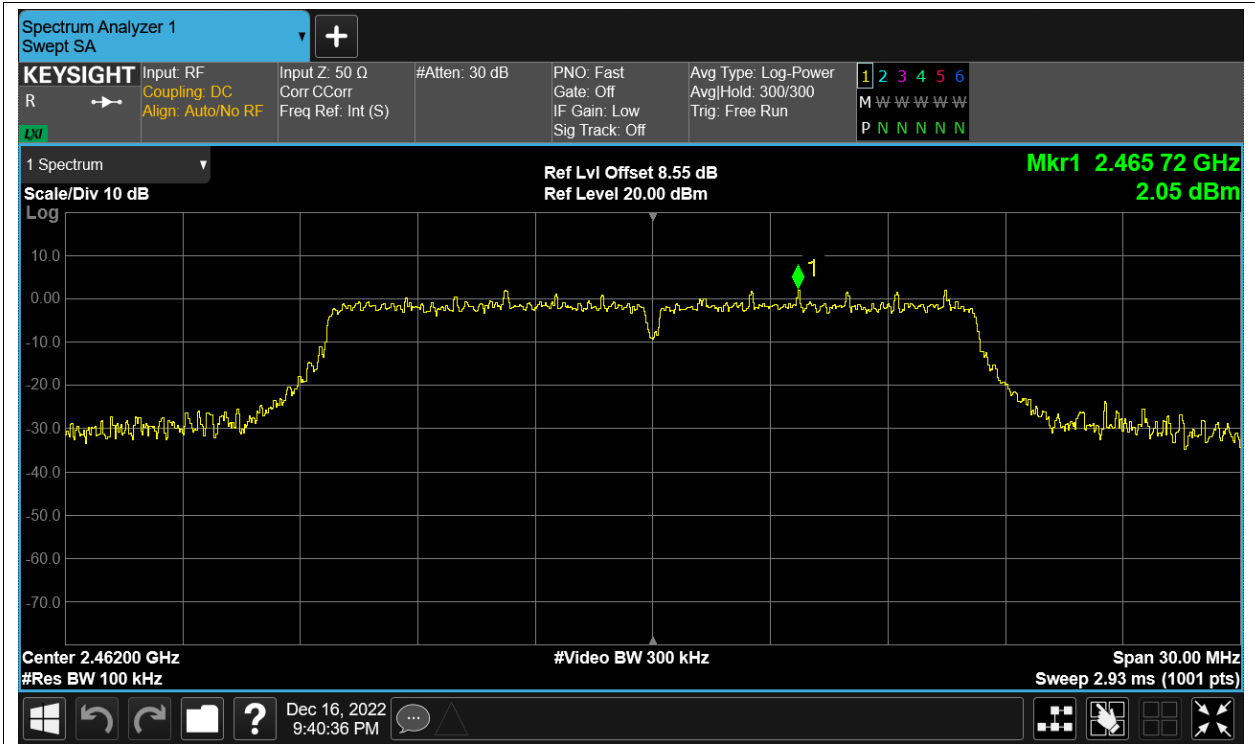 Spectrum Analyzer 1
Swept SA
KEYSIGHT
R
LXI
Input: RF
Coupling: DC
Align: Auto/No RF
Input Z: 50 Ω
Corr CCorr
Freq Ref: Int (S)
#Atten: 30 dB
PNO: Fast
Gate: Off
IF Gain: Low
Sig Track: Off
Avg Type: Log-Power
Avg|Hold: 300/300
Trig: Free Run
1 2 3 4 5 6
M W W W W W
P N N N N N
1 Spectrum
Scale/Div 10 dB
Log
Ref Lvl Offset 8.55 dB
Ref Level 20.00 dBm
Mkr1 2.465 72 GHz
2.05 dBm
1
10.0
0.00
-10.0
-20.0
-30.0
-40.0
-50.0
-60.0
-70.0
Center 2.46200 GHz
#Res BW 100 kHz
#Video BW 300 kHz
Span 30.00 MHz
Sweep 2.93 ms (1001 pts)
?
Dec 16, 2022
9:40:36 PM